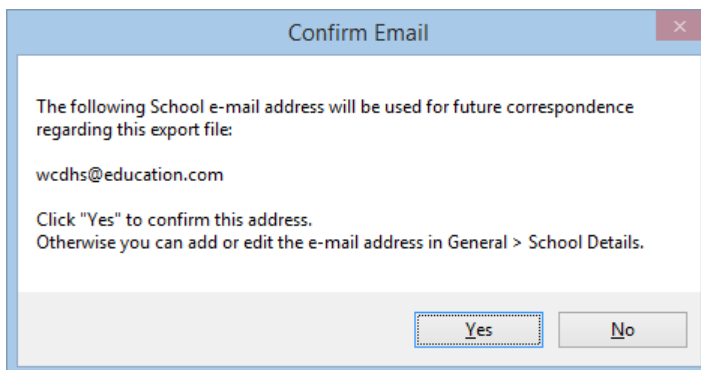 Confirm Email
The following School e-mail address will be used for future correspondence
regarding this export file:
wcdhs@education.com
Click "Yes" to confirm this address.
Otherwise you can add or edit the e-mail address in General > School Details.
Yes
No